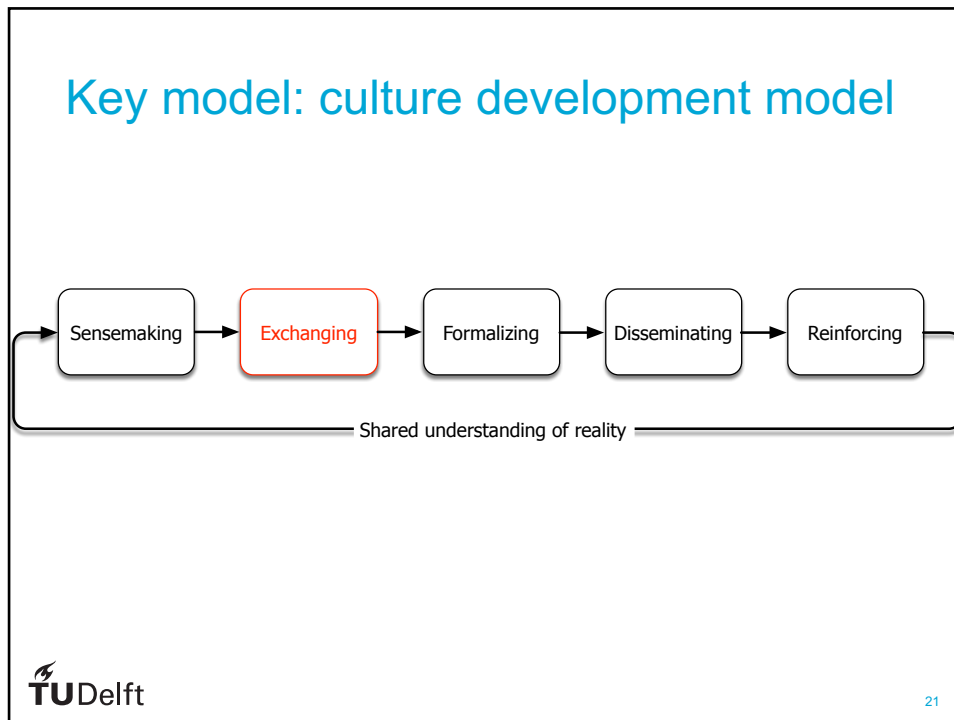 Key model: culture development model
Sensemaking
Exchanging
Formalizing
Disseminating
Reinforcing
Shared understanding of reality
TUDelft
21